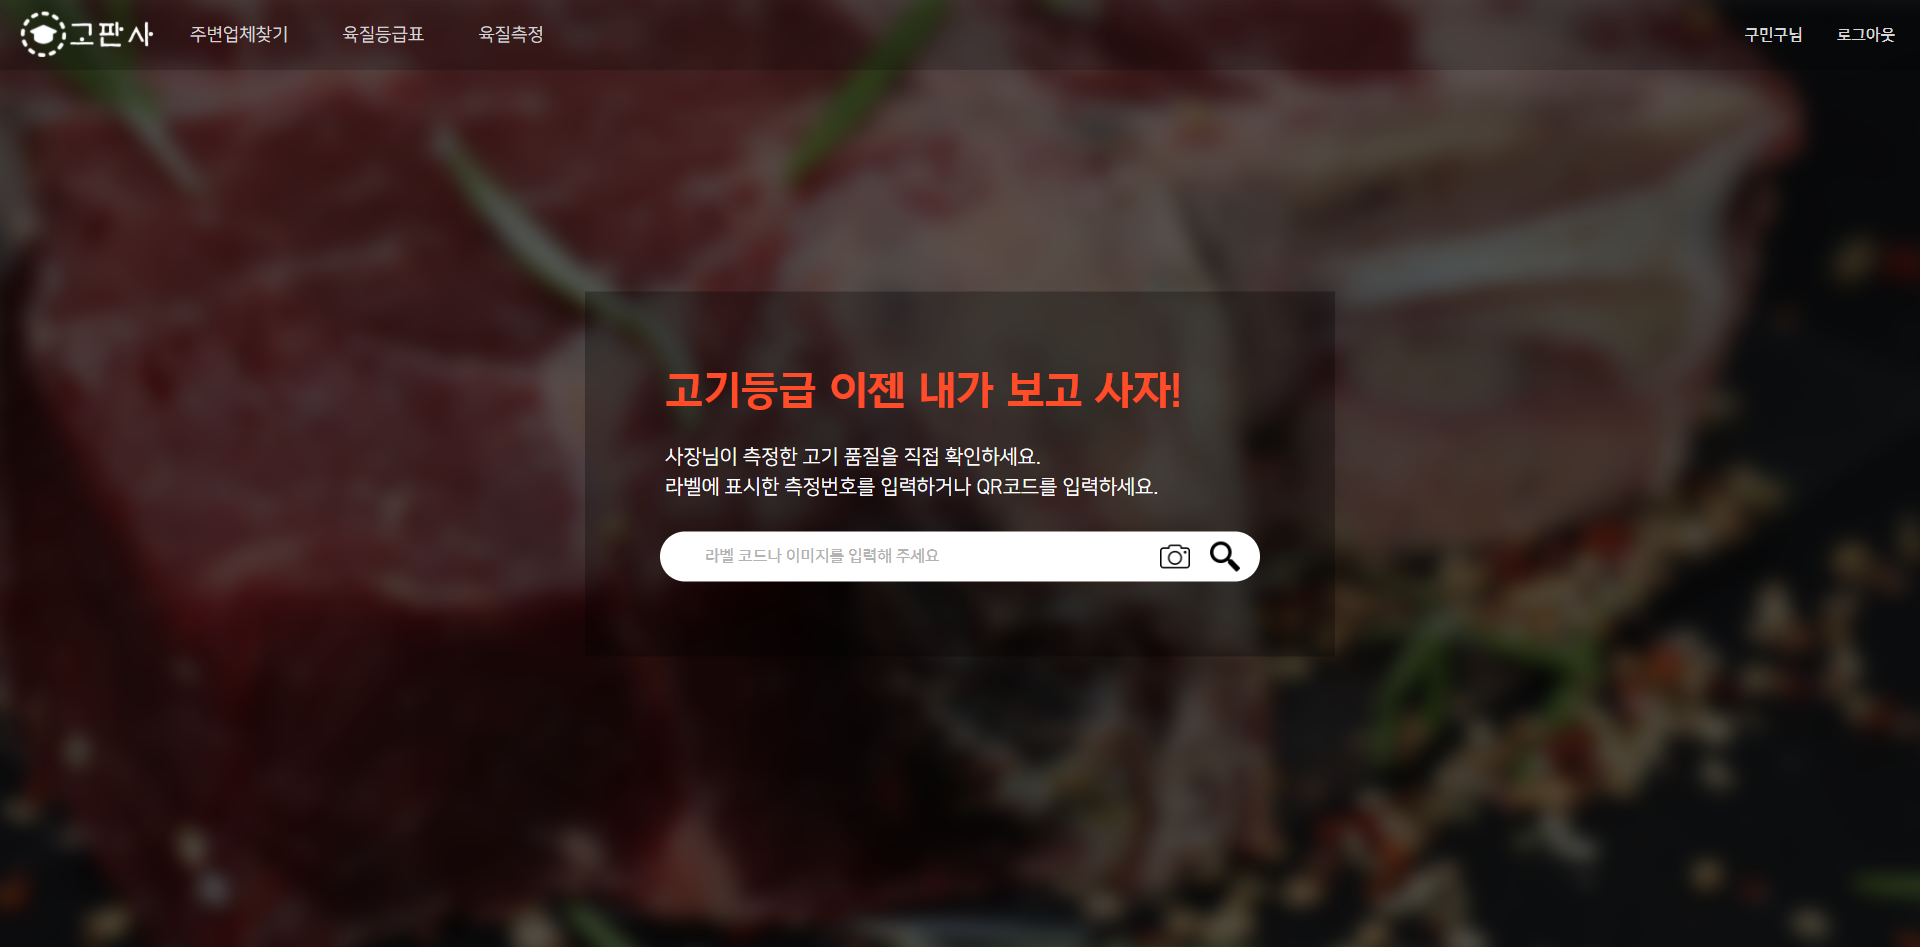 고판사 주변업체찾기 육질등급표 육질측정 구민구님 로그아웃
고기등급 이젠 내가 보고 사자!
사장님이 측정한 고기 품질을 직접 확인하세요.
라벨에 표시한 측정번호를 입력하거나 QR코드를 입력하세요.
라벨 코드나 이미지를 입력해 주세요